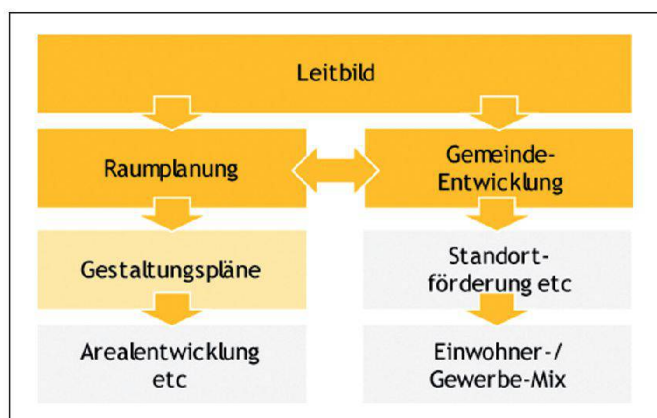 Leitbild
Raumplanung
Gemeinde-
Entwicklung
Gestaltungspläne
Standort-
förderung etc
Arealentwicklung
etc
Einwohner-/
Gewerbe-Mix